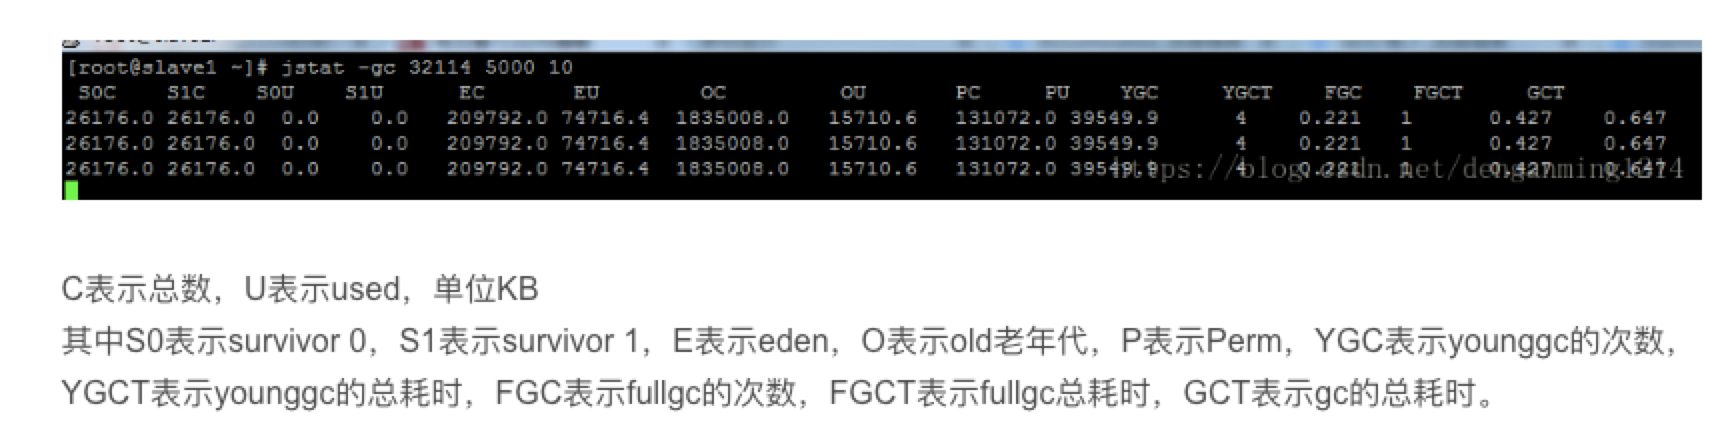 [root@slave1 ~]# jstat -gc 32114 5000 10
S0C S1C S0U S1U EC EU OC OU PC PU YGC YGCT FGC FGCT GCT
26176.0 26176.0 0.0 0.0 209792.0 74716.4 1835008.0 15710.6 131072.0 39549.9 4 0.221 1 0.427 0.647
26176.0 26176.0 0.0 0.0 209792.0 74716.4 1835008.0 15710.6 131072.0 39549.9 4 0.221 1 0.427 0.647
26176.0 26176.0 0.0 0.0 209792.0 74716.4 1835008.0 15710.6 131072.0 39549.9 4 0.221 1 0.427 0.647
C表示总数，U表示used，单位KB
其中S0表示survivor 0，S1表示survivor 1，E表示eden，O表示old老年代，P表示Perm，YGC表示younggc的次数，
YGCT表示younggc的总耗时，FGC表示fullgc的次数，FGCT表示fullgc总耗时，GCT表示gc的总耗时。